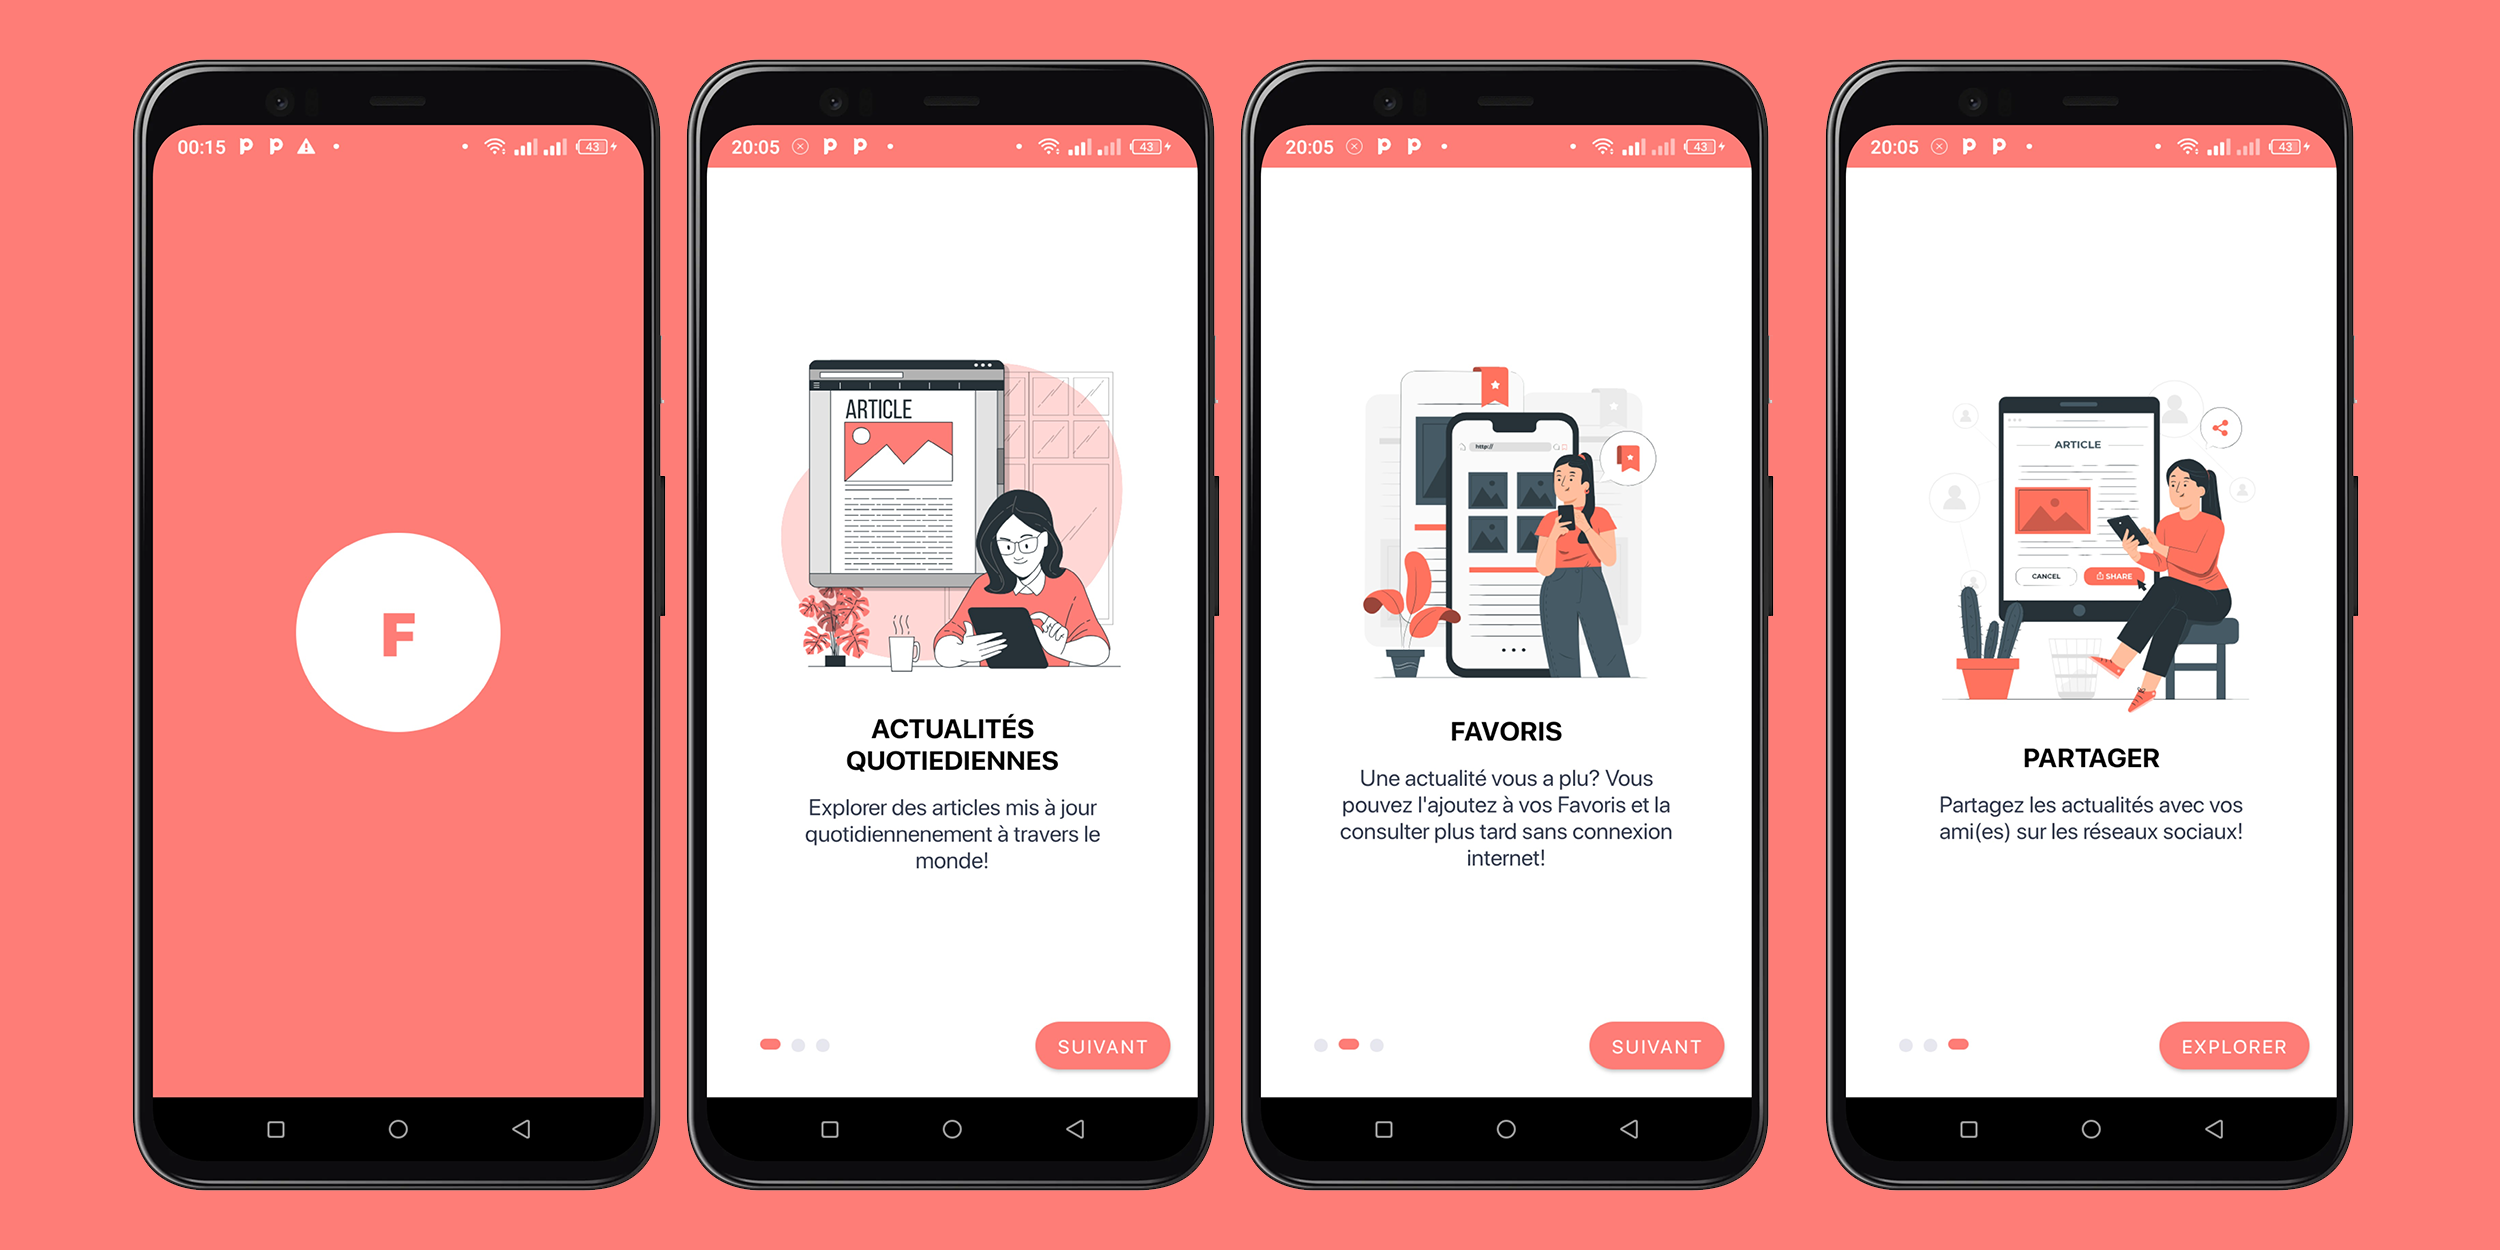 00:15
43
F
20:05
43
ARTICLE
ACTUALITÉS
QUOTIEDIENNES
Explorer des articles mis à jour
quotidiennenement à travers le
monde!
SUIVANT
20:05
43
http://
FAVORIS
Une actualité vous a plu? Vous
pouvez l'ajoutez à vos Favoris et la
consulter plus tard sans connexion
internet!
SUIVANT
20:05
43
ARTICLE
CANCEL
SHARE
PARTAGER
Partagez les actualités avec vos
ami(es) sur les réseaux sociaux!
EXPLORER